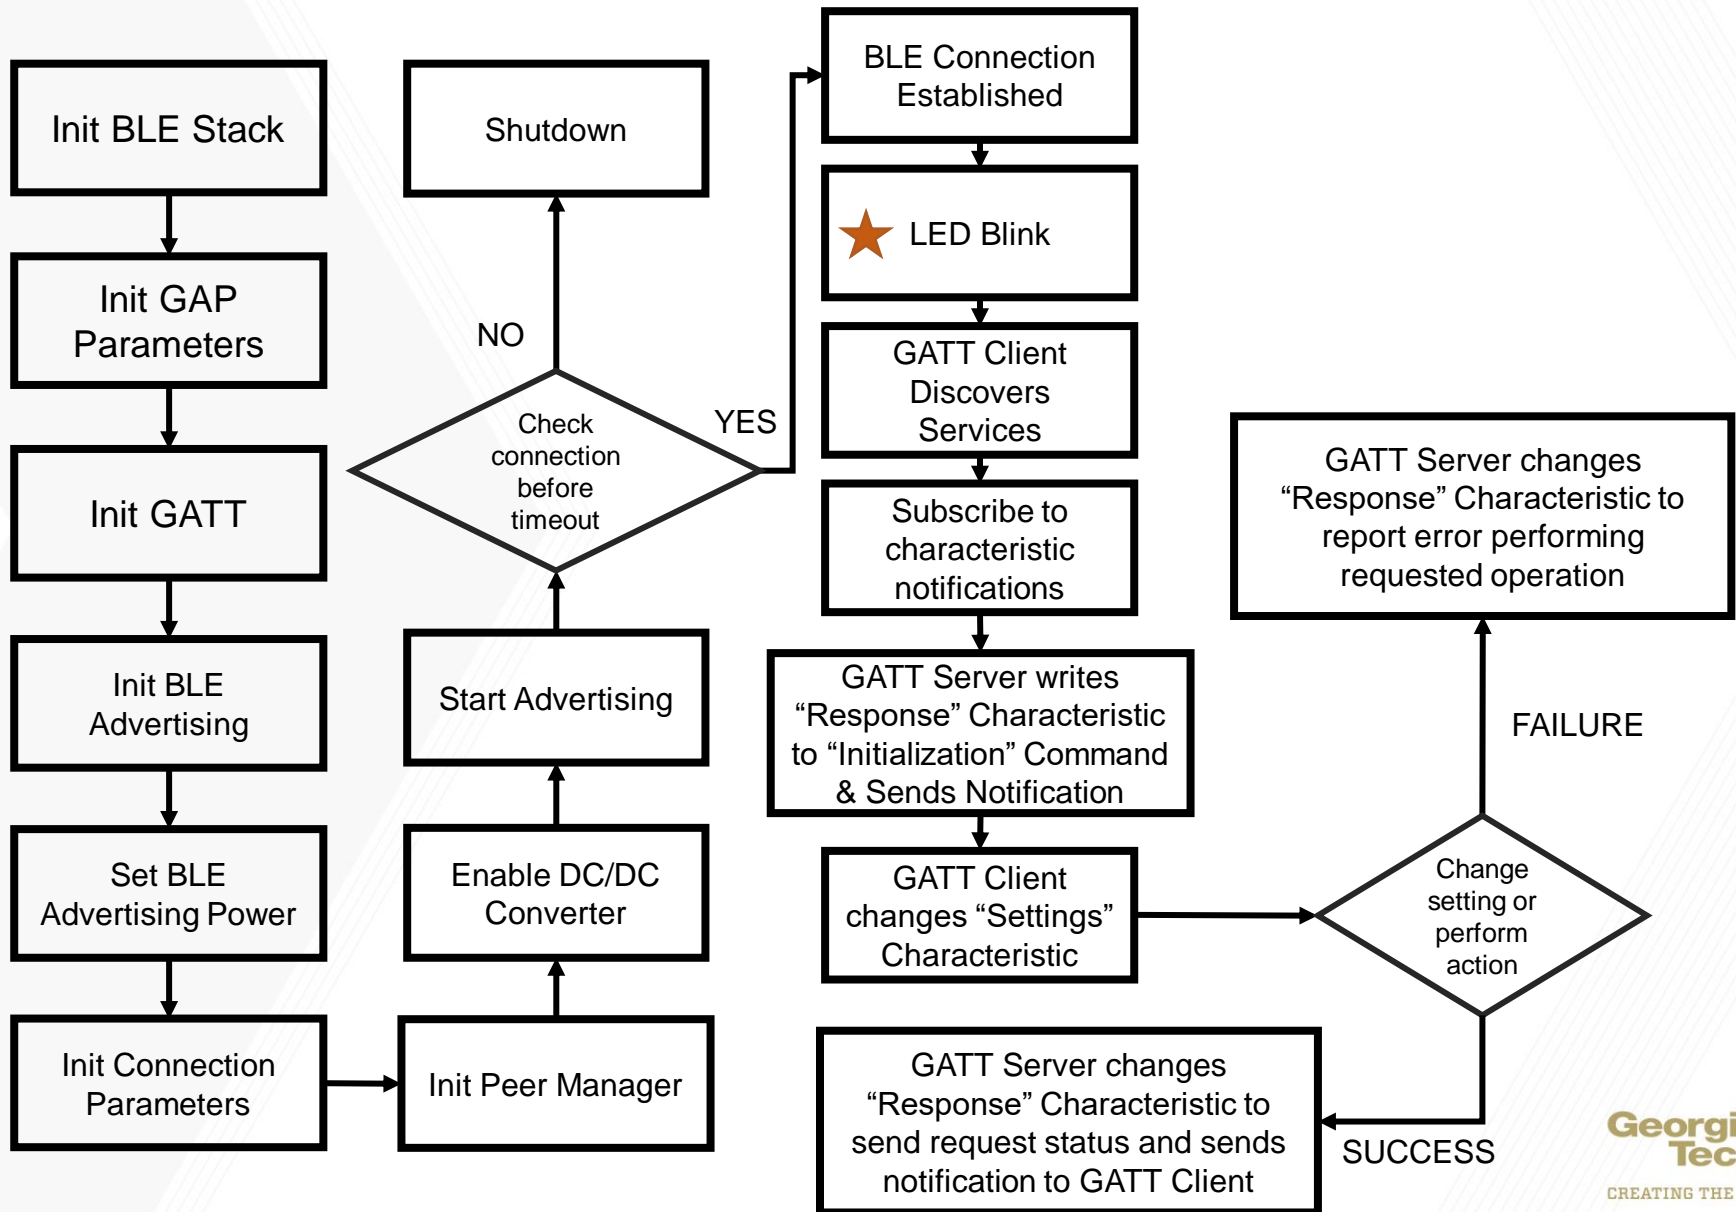 Init BLE Stack
Init GAP
Parameters
Init GATT
Init BLE
Advertising
Set BLE
Advertising Power
Init Connection
Parameters
Init Peer Manager
Enable DC/DC
Converter
Start Advertising
Check
connection
before
timeout
NO
Shutdown
YES
BLE Connection
Established
LED Blink
GATT Client
Discovers
Services
Subscribe to
characteristic
notifications
GATT Server writes
“Response” Characteristic
to “Initialization” Command
& Sends Notification
GATT Client
changes “Settings”
Characteristic
Change
setting or
perform
action
FAILURE
GATT Server changes
“Response” Characteristic to
report error performing
requested operation
SUCCESS
GATT Server changes
“Response” Characteristic to
send request status and sends
notification to GATT Client
Georgi
Tec
CREATING THE